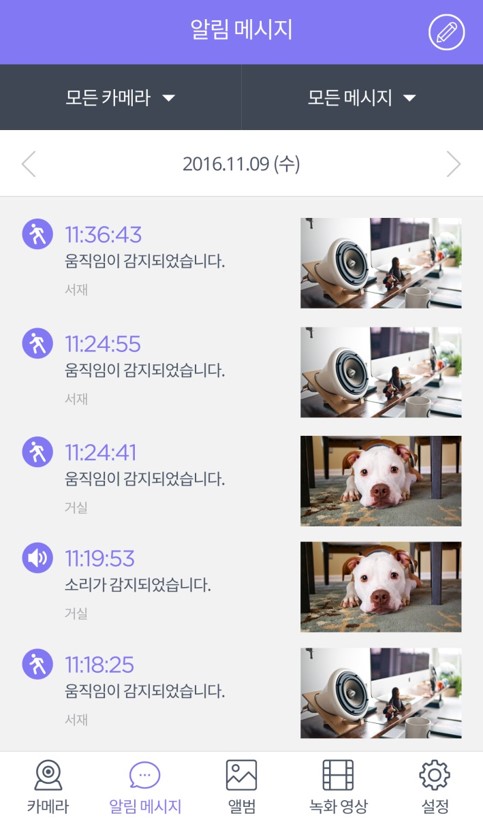 알림 메시지
모든 카메라
모든 메시지
2016.11.09 (수)
11:36:43
움직임이 감지되었습니다.
서재
11:24:55
움직임이 감지되었습니다.
서재
11:24:41
움직임이 감지되었습니다.
거실
11:19:53
소리가 감지되었습니다.
거실
11:18:25
움직임이 감지되었습니다.
서재
카메라
알림 메시지
앨범
녹화 영상
설정